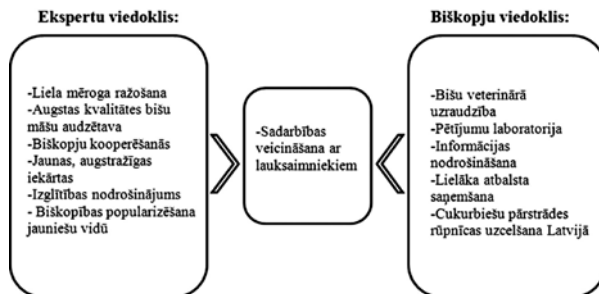 Ekspertu viedoklis:
-Liela mēroga ražošana
-Augstas kvalitātes bišu
māšu audzētava
-Biškopju kooperēšanās
-Jaunas, augstražīgas
iekārtas
-Izglītības nodrošinājums
- Biškopības popularizēšana
jauniešu vidū
-Sadarbības
veicināšana ar
lauksaimniekiem
Biškopju viedoklis:
-Bišu veterinārā
uzraudzība
-Pētījumu laboratorija
-Informācijas
nodrošināšana
-Lielāka atbalsta
saņemšana
-Cukurbiešu pārstrādes
rūpnīcas uzcelšana Latvijā